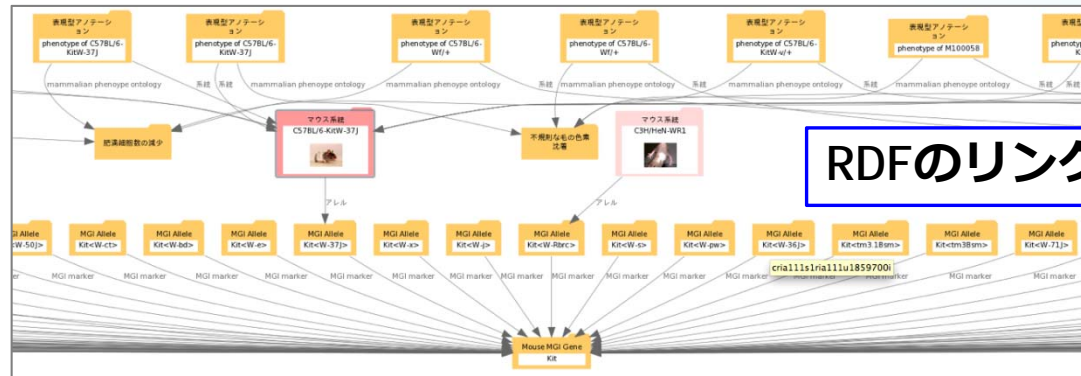 表現型アノテーシ
ョン
phenotype of C57BL/6-
KitW-37J
表現型アノテーシ
ョン
phenotype of C57BL/6-
KitW-37J
表現型アノテーシ
ョン
phenotype of C57BL/6-
Wf/+
表現型アノテーシ
ョン
phenotype of C57BL/6-
Wf/+
表現型アノテーシ
ョン
phenotype of C57BL/6-
KitW-v/+
表現型アノテーシ
ョン
phenotype of M100058
表現型
phenotype
mammalian phenoype ontology
系統
系統
mammalian phenoype ontology
系統
mammalian phenoype ontology
系統
mammalian phenoype ontology
系統
mammalian phenoype ontology
系統
mammalian
肥満細胞数の減少
マウス系統
C57BL/6-KitW-37J
不規則な毛の色素
沈着
マウス系統
C3H/HeN-WR1
RDFのリンク
アレル
アレル
MGI Allele
<W-50J>
MGI Allele
Kit<W-ct>
MGI Allele
Kit<W-bd>
MGI Allele
Kit<W-e>
MGI Allele
Kit<W-37J>
MGI Allele
Kit<W-x>
MGI Allele
Kit<W-j>
MGI Allele
Kit<W-Rbrc>
MGI Allele
Kit<W-s>
MGI Allele
Kit<W-pw>
MGI Allele
Kit<W-36J>
MGI Allele
Kit<tm3.1Bsm>
MGI Allele
Kit<tm3Bsm>
MGI Allele
Kit<W-71J>
cria111s1ria111u1859700i
MGI marker
MGI marker
MGI marker
MGI marker
MGI marker
MGI marker
MGI marker
MGI marker
MGI marker
MGI marker
MGI marker
MGI marker
MGI marker
Mouse MGI Gene
Kit